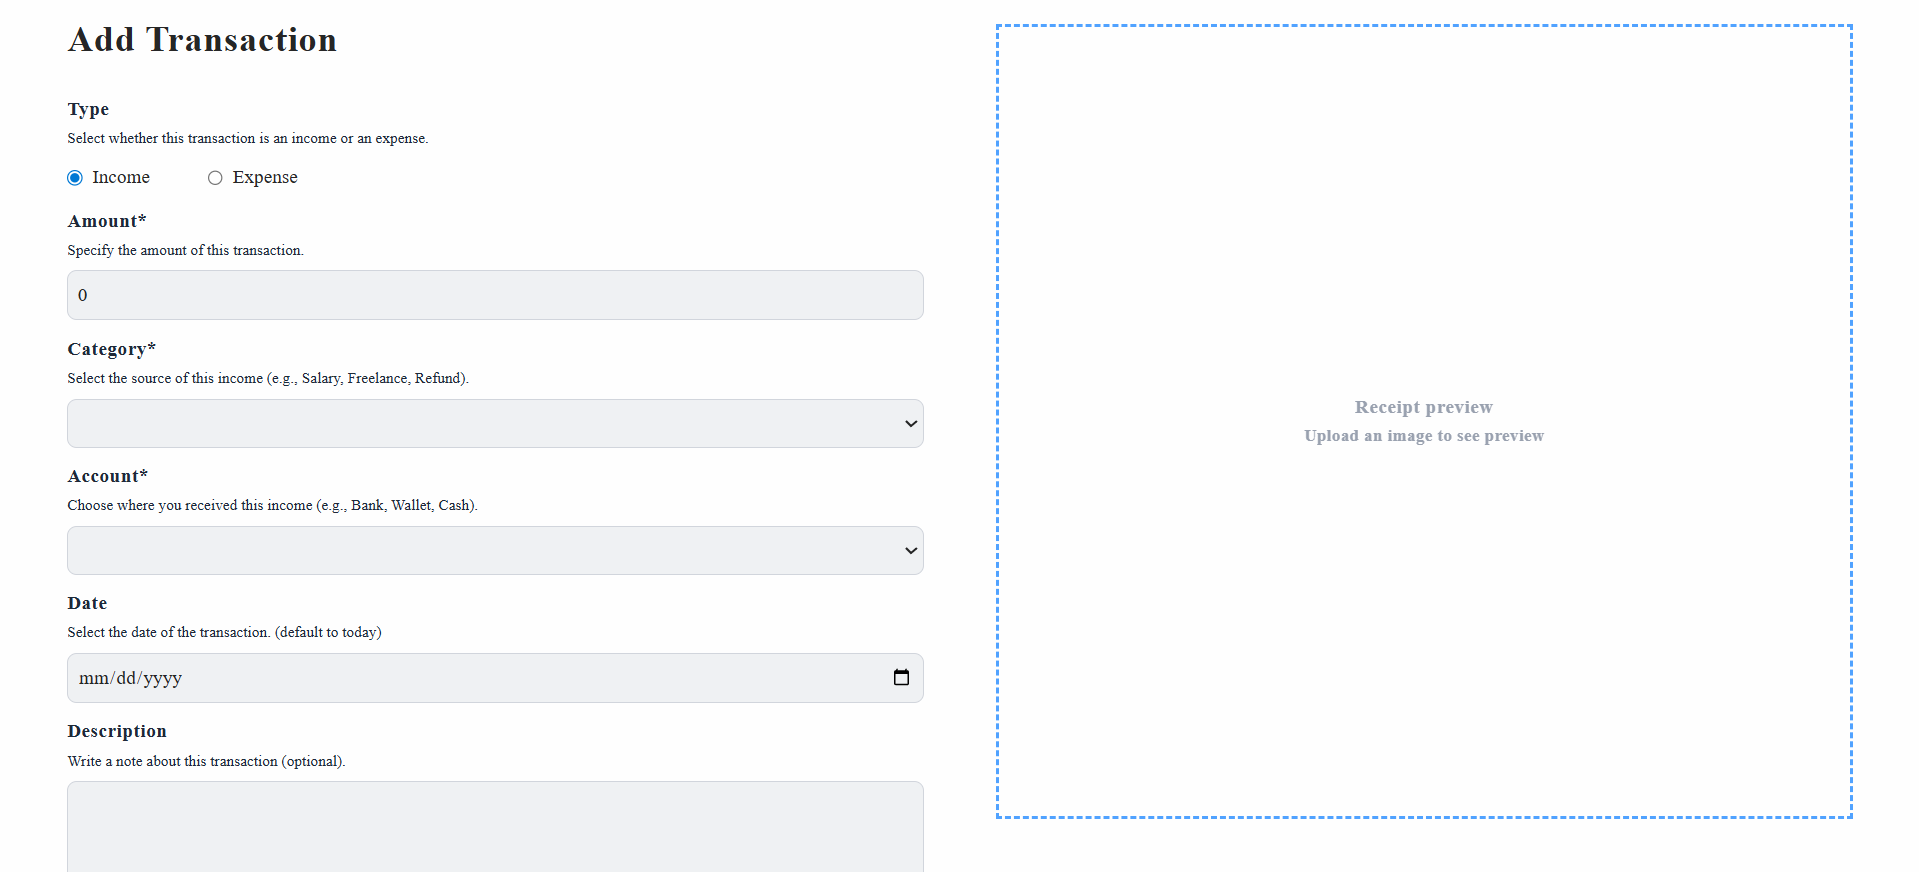 Add Transaction
Type
Select whether this transaction is an income or an expense.
Income
Expense
Amount*
Specify the amount of this transaction.
0
Category*
Select the source of this income (e.g., Salary, Freelance, Refund).
Account*
Choose where you received this income (e.g., Bank, Wallet, Cash).
Date
Select the date of the transaction. (default to today)
mm/dd/yyyy
Description
Write a note about this transaction (optional).
Receipt preview
Upload an image to see preview